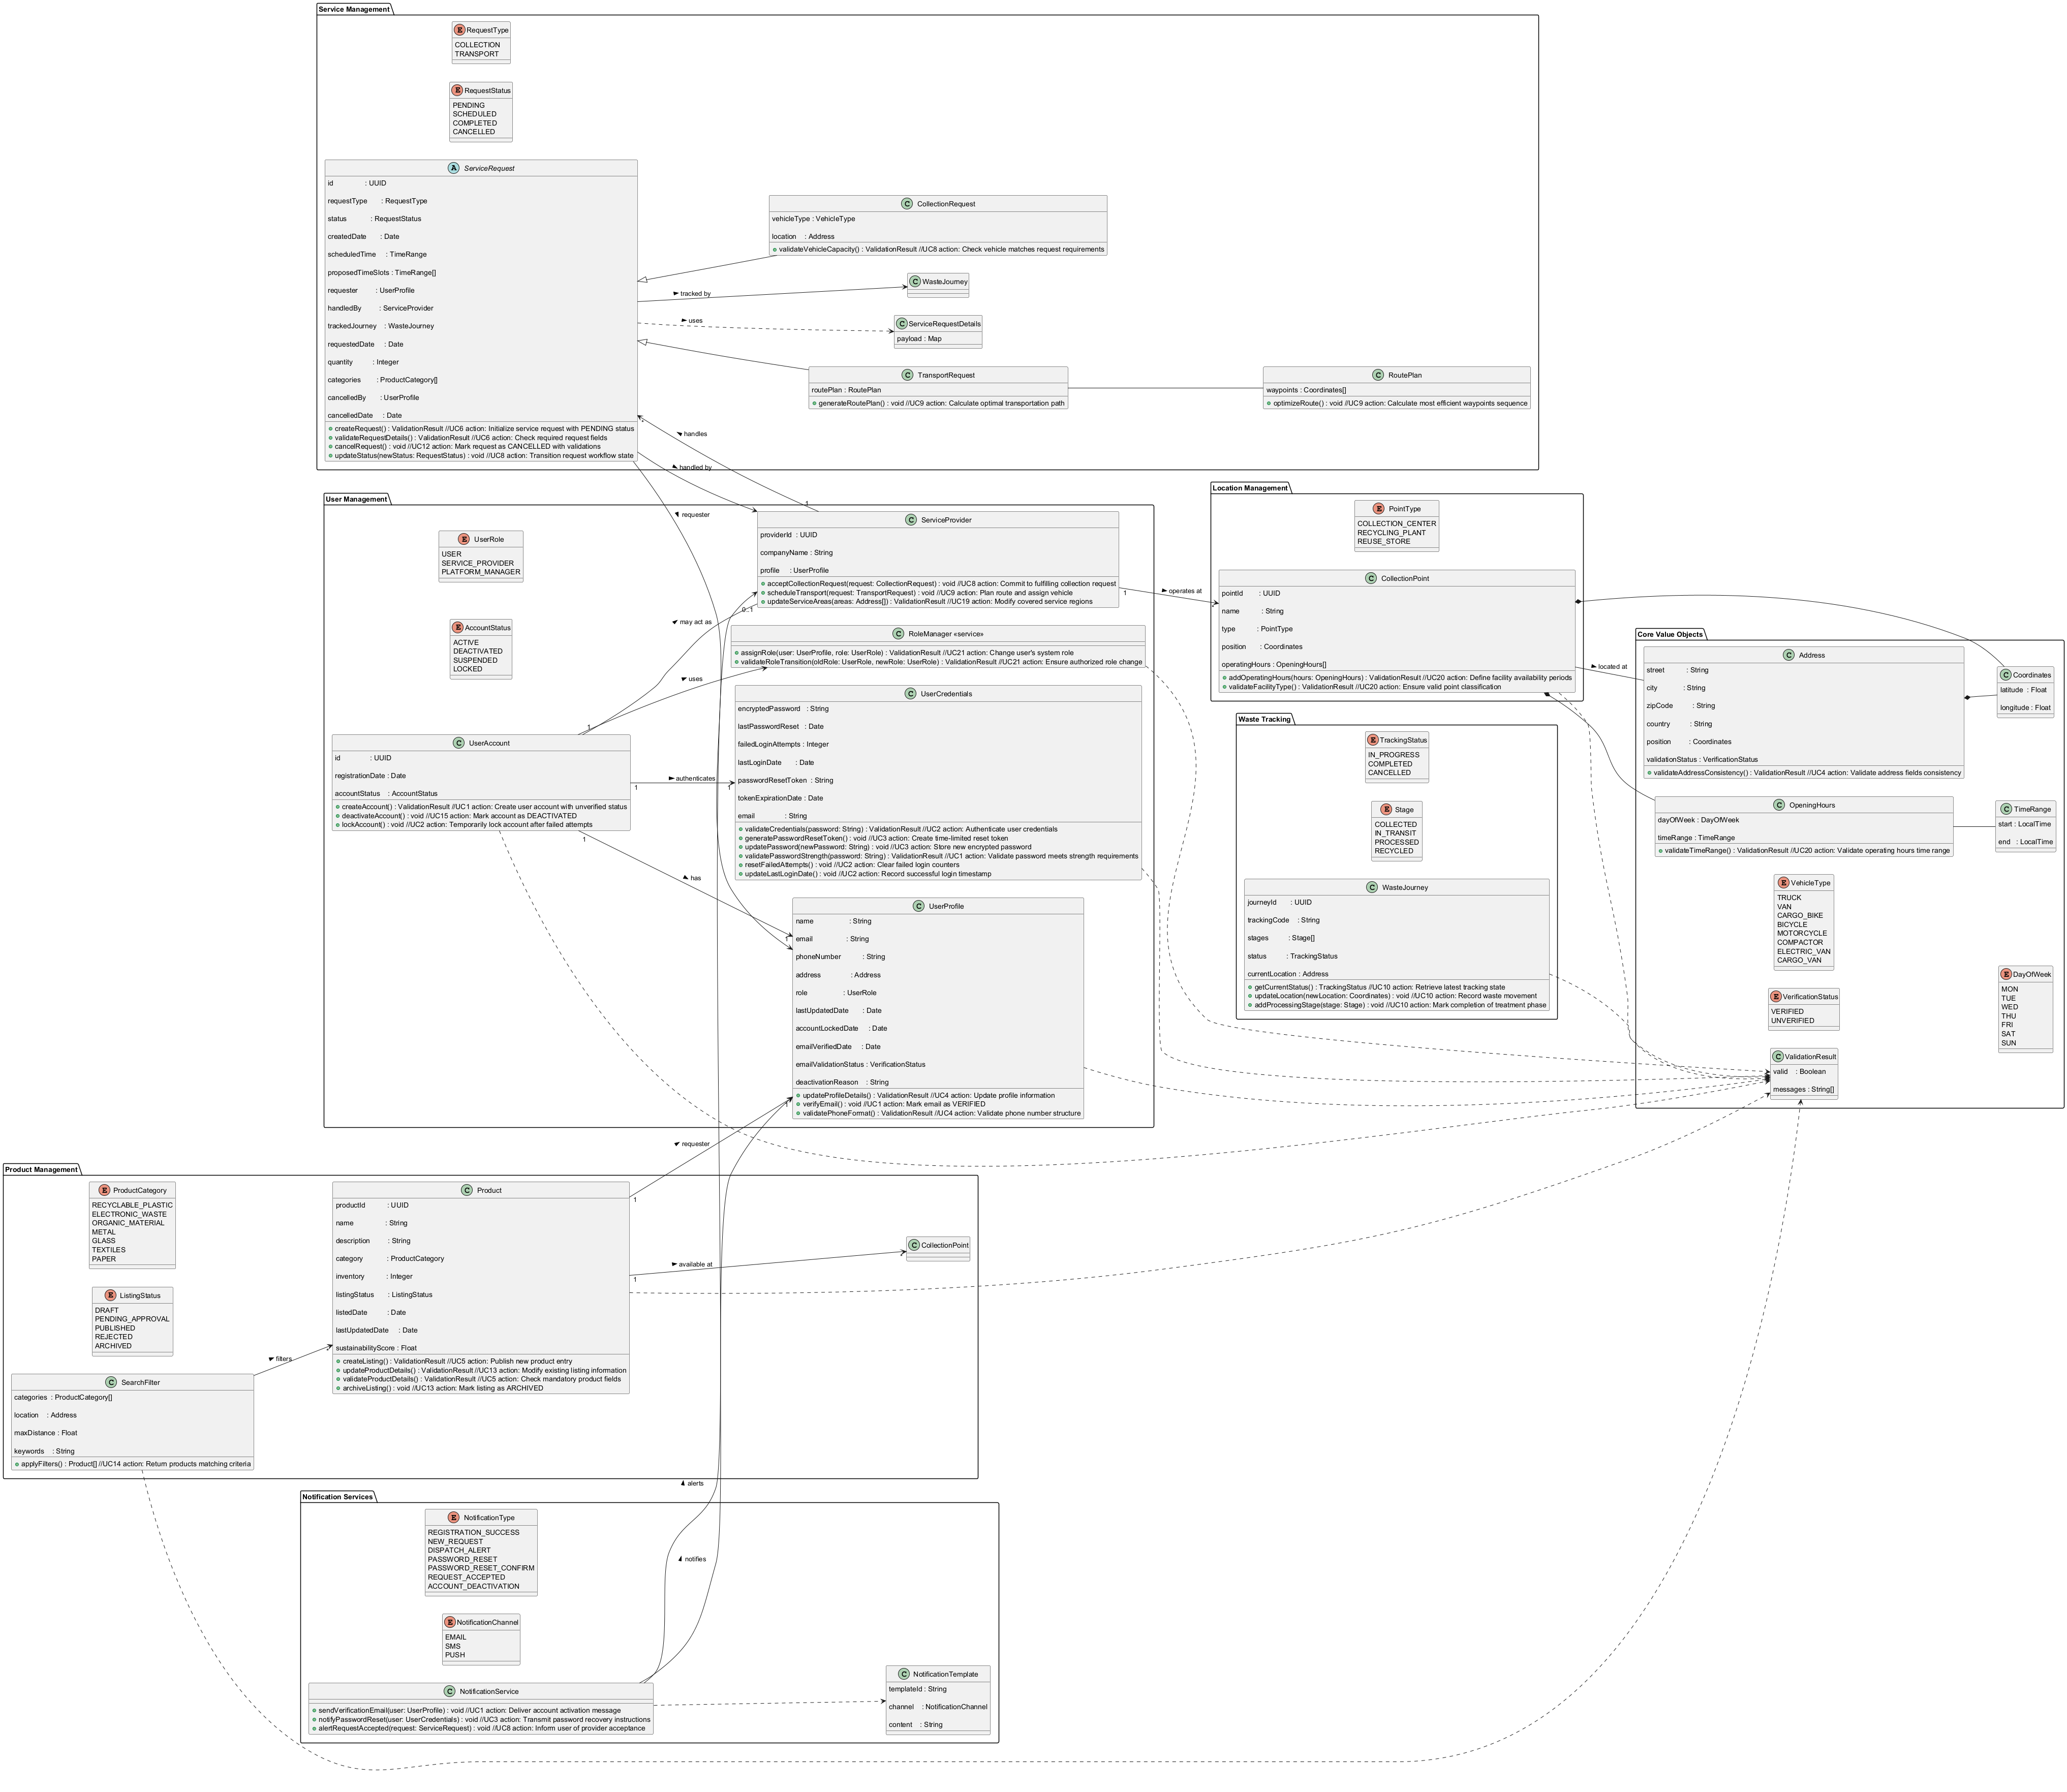 Service Management
E RequestType
COLLECTION
TRANSPORT
E RequestStatus
PENDING
SCHEDULED
COMPLETED
CANCELLED
A ServiceRequest
id : UUID
requestType : RequestType
status : RequestStatus
createdDate : Date
scheduledTime : TimeRange
proposedTimeSlots : TimeRange[]
requester : UserProfile
handledBy : ServiceProvider
trackedJourney : WasteJourney
requestedDate : Date
quantity : Integer
categories : ProductCategory[]
cancelledBy : UserProfile
cancelledDate : Date
createRequest() : ValidationResult //UC6 action: Initialize service request with PENDING status
validateRequestDetails() : ValidationResult //UC6 action: Check required request fields
cancelRequest() : void //UC12 action: Mark request as CANCELLED with validations
updateStatus(newStatus: RequestStatus) : void //UC8 action: Transition request workflow state
C CollectionRequest
vehicleType : VehicleType
location : Address
validateVehicleCapacity() : ValidationResult //UC8 action: Check vehicle matches request requirements
tracked by
C WasteJourney
uses
C ServiceRequestDetails
payload : Map
C TransportRequest
routePlan : RoutePlan
generateRoutePlan() : void //UC9 action: Calculate optimal transportation path
C RoutePlan
waypoints : Coordinates[]
optimizeRoute() : void //UC9 action: Calculate most efficient waypoints sequence
*
handles
handled by
1
requester
User Management
E UserRole
USER
SERVICE_PROVIDER
PLATFORM_MANAGER
E AccountStatus
ACTIVE
DEACTIVATED
SUSPENDED
LOCKED
C UserAccount
id : UUID
registrationDate : Date
accountStatus : AccountStatus
createAccount() : ValidationResult //UC1 action: Create user account with unverified status
deactivateAccount() : void //UC15 action: Mark account as DEACTIVATED
lockAccount() : void //UC2 action: Temporarily lock account after failed attempts
C ServiceProvider
providerId : UUID
companyName : String
profile : UserProfile
acceptCollectionRequest(request: CollectionRequest) : void //UC8 action: Commit to fulfilling collection request
scheduleTransport(request: TransportRequest) : void //UC9 action: Plan route and assign vehicle
updateServiceAreas(areas: Address[]) : ValidationResult //UC19 action: Modify covered service regions
0..1
may act as
1
uses
C RoleManager «service»
assignRole(user: UserProfile, role: UserRole) : ValidationResult //UC21 action: Change user's system role
validateRoleTransition(oldRole: UserRole, newRole: UserRole) : ValidationResult //UC21 action: Ensure authorized role change
C UserCredentials
encryptedPassword : String
lastPasswordReset : Date
failedLoginAttempts : Integer
lastLoginDate : Date
passwordResetToken : String
tokenExpirationDate : Date
email : String
validateCredentials(password: String) : ValidationResult //UC2 action: Authenticate user credentials
generatePasswordResetToken() : void //UC3 action: Create time-limited reset token
updatePassword(newPassword: String) : void //UC3 action: Store new encrypted password
validatePasswordStrength(password: String) : ValidationResult //UC1 action: Validate password meets strength requirements
resetFailedAttempts() : void //UC2 action: Clear failed login counters
updateLastLoginDate() : void //UC2 action: Record successful login timestamp
1
authenticates
1
1
has
1
C UserProfile
name : String
email : String
phoneNumber : String
address : Address
role : UserRole
lastUpdatedDate : Date
accountLockedDate : Date
emailVerifiedDate : Date
emailValidationStatus : VerificationStatus
deactivationReason : String
updateProfileDetails() : ValidationResult //UC4 action: Update profile information
verifyEmail() : void //UC1 action: Mark email as VERIFIED
validatePhoneFormat() : ValidationResult //UC4 action: Validate phone number structure
1
operates at
*
Location Management
E PointType
COLLECTION_CENTER
RECYCLING_PLANT
REUSE_STORE
C CollectionPoint
pointId : UUID
name : String
type : PointType
position : Coordinates
operatingHours : OpeningHours[]
addOperatingHours(hours: OpeningHours) : ValidationResult //UC20 action: Define facility availability periods
validateFacilityType() : ValidationResult //UC20 action: Ensure valid point classification
located at
Waste Tracking
E TrackingStatus
IN_PROGRESS
COMPLETED
CANCELLED
E Stage
COLLECTED
IN_TRANSIT
PROCESSED
RECYCLED
C WasteJourney
journeyId : UUID
trackingCode : String
stages : Stage[]
status : TrackingStatus
currentLocation : Address
getCurrentStatus() : TrackingStatus //UC10 action: Retrieve latest tracking state
updateLocation(newLocation: Coordinates) : void //UC10 action: Record waste movement
addProcessingStage(stage: Stage) : void //UC10 action: Mark completion of treatment phase
Core Value Objects
C Address
street : String
city : String
zipCode : String
country : String
position : Coordinates
validationStatus : VerificationStatus
validateAddressConsistency() : ValidationResult //UC4 action: Validate address fields consistency
C Coordinates
latitude : Float
longitude : Float
C OpeningHours
dayOfWeek : DayOfWeek
timeRange : TimeRange
validateTimeRange() : ValidationResult //UC20 action: Validate operating hours time range
C TimeRange
start : LocalTime
end : LocalTime
E VehicleType
TRUCK
VAN
CARGO_BIKE
BICYCLE
MOTORCYCLE
COMPACTOR
ELECTRIC_VAN
CARGO_VAN
E VerificationStatus
VERIFIED
UNVERIFIED
E DayOfWeek
MON
TUE
WED
THU
FRI
SAT
SUN
C ValidationResult
valid : Boolean
messages : String[]
Product Management
E ProductCategory
RECYCLABLE_PLASTIC
ELECTRONIC_WASTE
ORGANIC_MATERIAL
METAL
GLASS
TEXTILES
PAPER
E ListingStatus
DRAFT
PENDING_APPROVAL
PUBLISHED
REJECTED
ARCHIVED
C SearchFilter
categories : ProductCategory[]
location : Address
maxDistance : Float
keywords : String
applyFilters() : Product[] //UC14 action: Return products matching criteria
filters
*
C Product
productId : UUID
name : String
description : String
category : ProductCategory
inventory : Integer
listingStatus : ListingStatus
listedDate : Date
lastUpdatedDate : Date
sustainabilityScore : Float
createListing() : ValidationResult //UC5 action: Publish new product entry
updateProductDetails() : ValidationResult //UC13 action: Modify existing listing information
validateProductDetails() : ValidationResult //UC5 action: Check mandatory product fields
archiveListing() : void //UC13 action: Mark listing as ARCHIVED
1
requester
1
1
available at
*
C CollectionPoint
alerts
notifies
Notification Services
E NotificationType
REGISTRATION_SUCCESS
NEW_REQUEST
DISPATCH_ALERT
PASSWORD_RESET
PASSWORD_RESET_CONFIRM
REQUEST_ACCEPTED
ACCOUNT_DEACTIVATION
E NotificationChannel
EMAIL
SMS
PUSH
C NotificationService
sendVerificationEmail(user: UserProfile) : void //UC1 action: Deliver account activation message
notifyPasswordReset(user: UserCredentials) : void //UC3 action: Transmit password recovery instructions
alertRequestAccepted(request: ServiceRequest) : void //UC8 action: Inform user of provider acceptance
C NotificationTemplate
templateId : String
channel : NotificationChannel
content : String